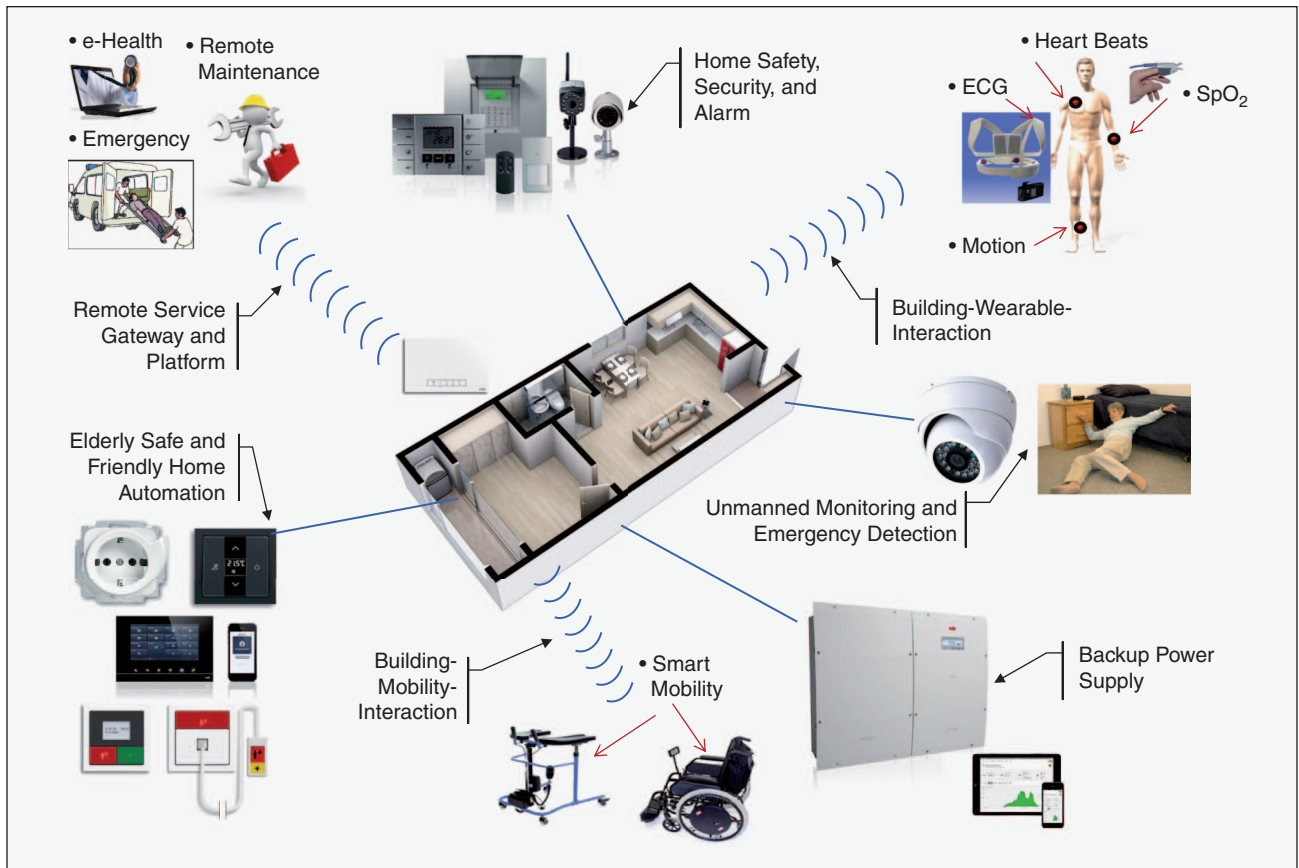 • e-Health
• Remote
Maintenance
• Emergency
Home Safety,
Security, and
Alarm
• Heart Beats
• ECG
• SpO₂
• Motion
Remote Service
Gateway and
Platform
Building-Wearable-
Interaction
Elderly Safe and
Friendly Home
Automation
Unmanned Monitoring and
Emergency Detection
Building-
Mobility-
Interaction
• Smart
Mobility
Backup Power
Supply